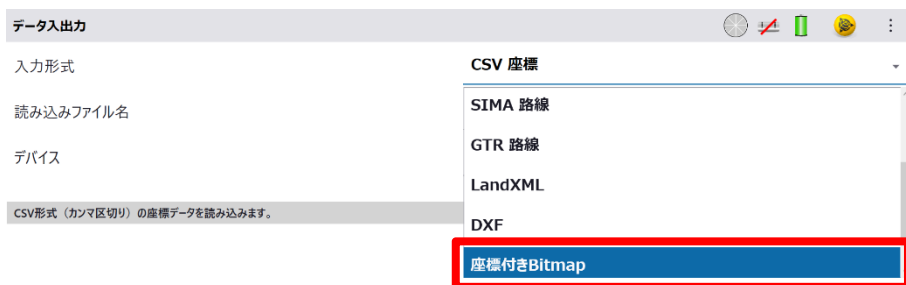 データ入出力
入力形式
CSV 座標
読み込みファイル名
SIMA 路線
GTR 路線
デバイス
LandXML
CSV形式（カンマ区切り）の座標データを読み込みます。
DXF
座標付きBitmap